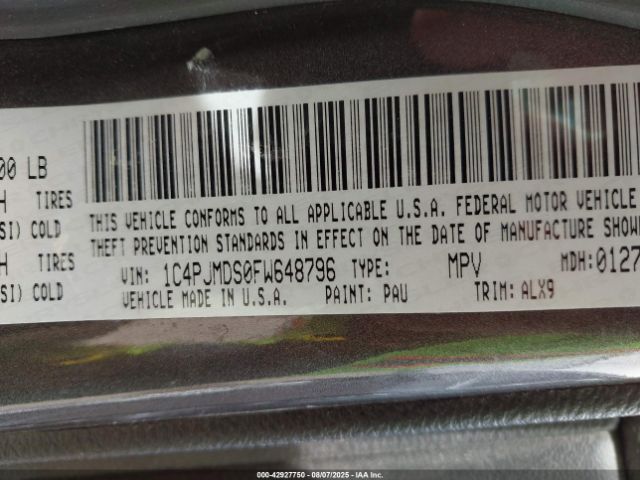 00 LB
H TIRES
SI) COLD
H TIRES
SI) COLD
THIS VEHICLE CONFORMS TO ALL APPLICABLE U.S.A. FEDERAL MOTOR VEHICLE
THEFT PREVENTION STANDARDS IN EFFECT ON THE DATE OF MANUFACTURE SHOW
VIN: 1C4PJMDS0FW648796 TYPE: MPV MDH:0127
VEHICLE MADE IN U.S.A. PAINT: PAU TRIM: ALX9
000-42927750 - 08/07/2025 - IAA Inc.